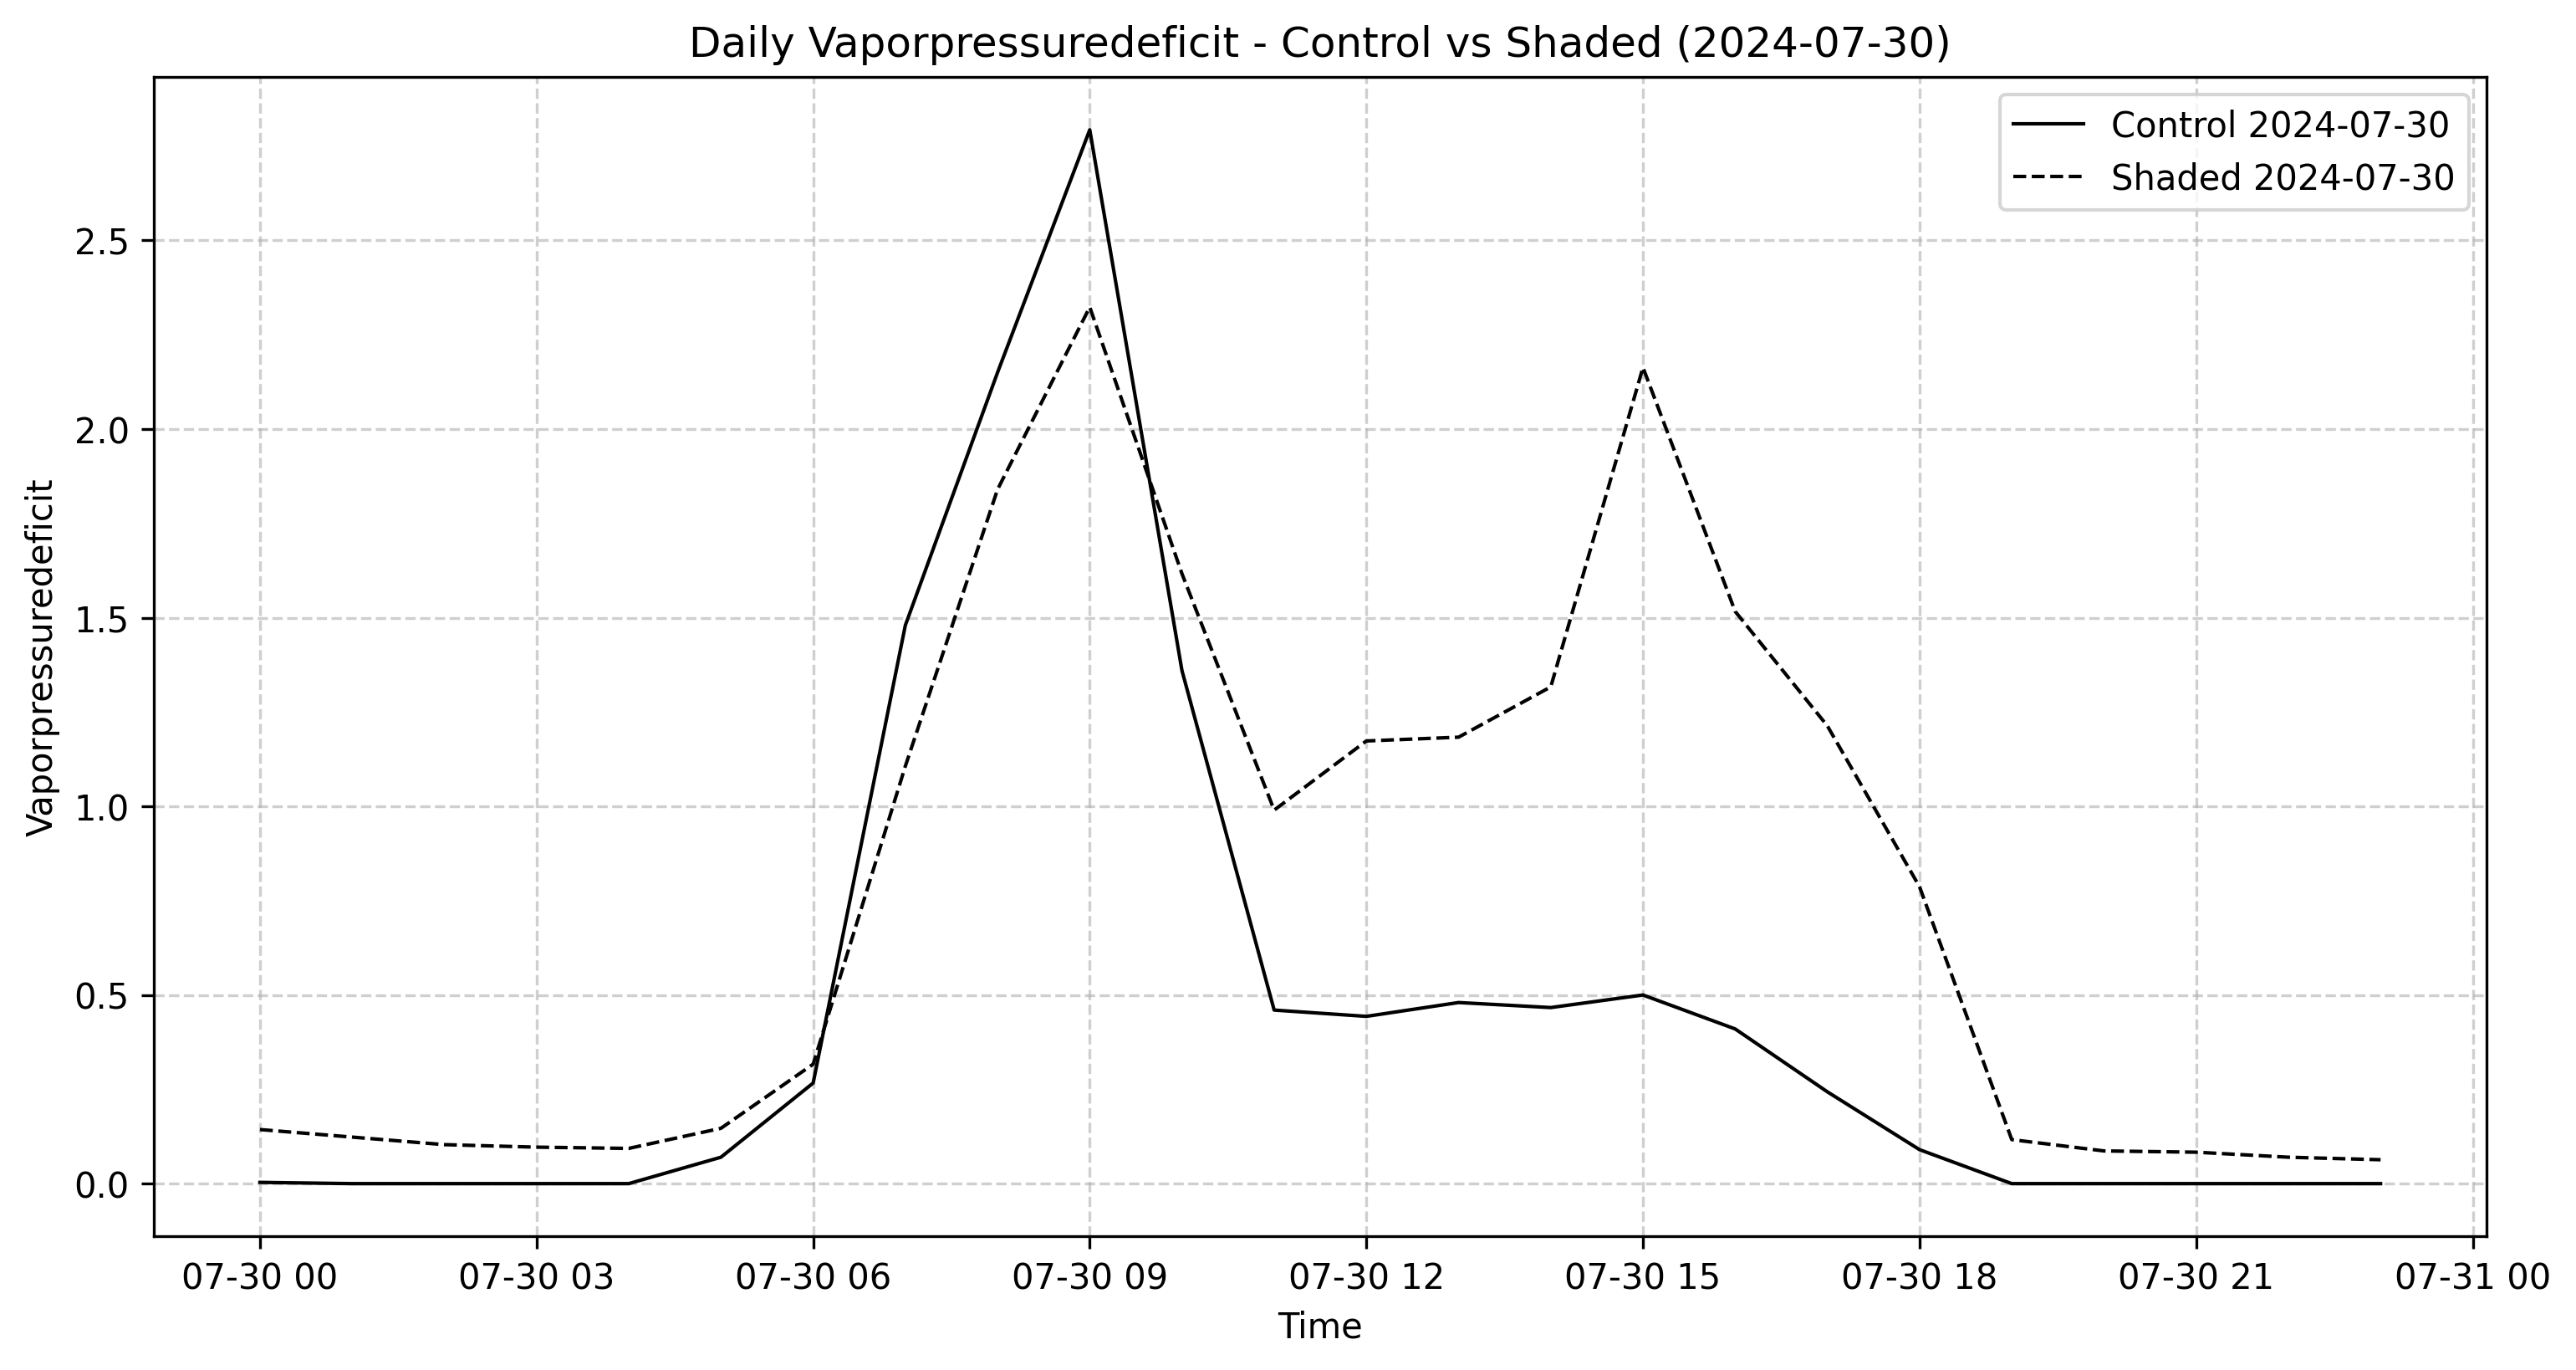 Daily Vaporpressuredeficit - Control vs Shaded (2024-07-30)
Control 2024-07-30
Shaded 2024-07-30
Vaporpressuredeficit
2.5
2.0
1.5
1.0
0.5
0.0
07-30 00 07-30 03 07-30 06 07-30 09 07-30 12 07-30 15 07-30 18 07-30 21 07-31 00
Time